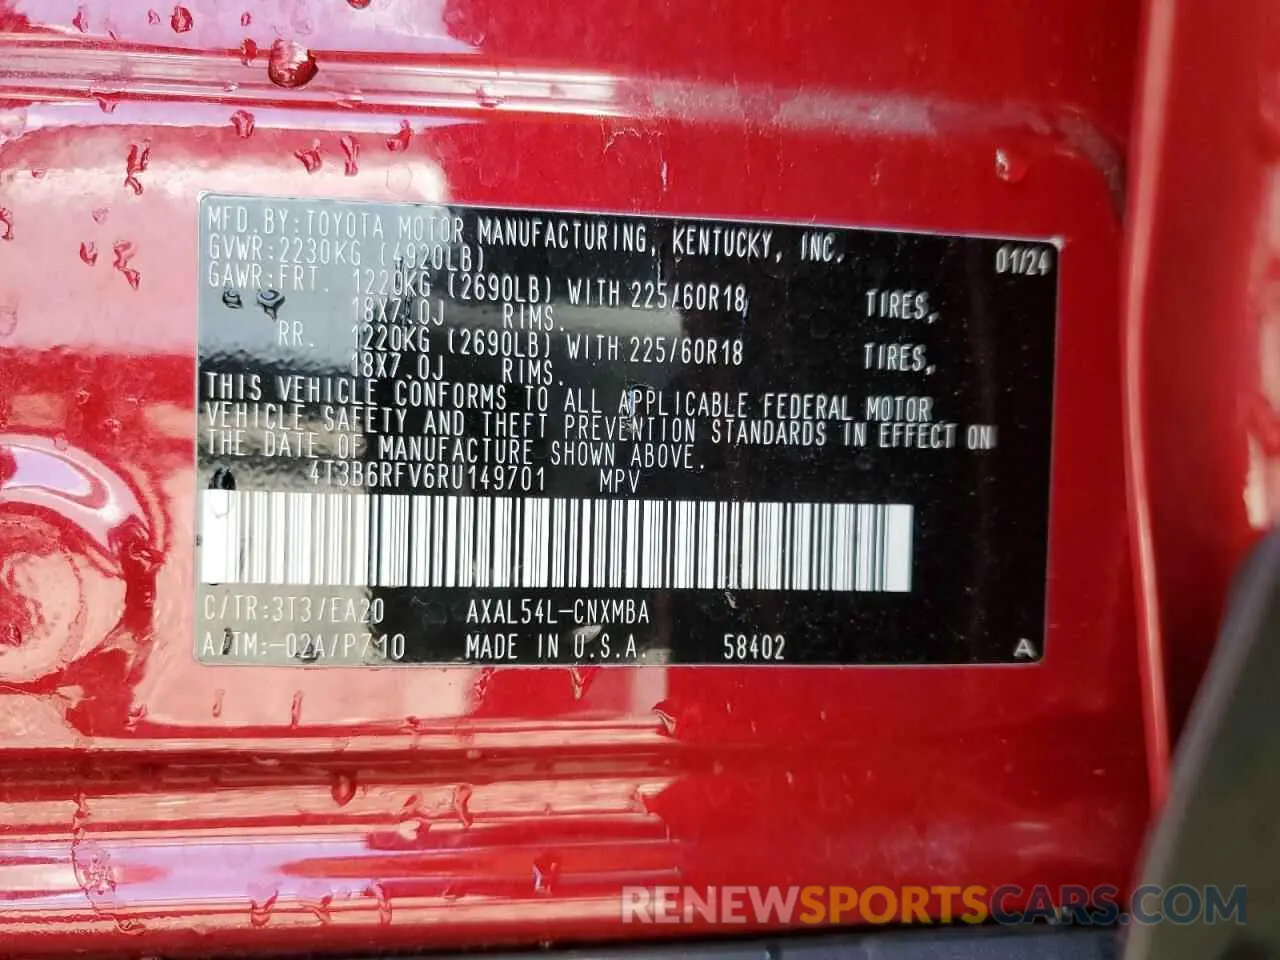 MFD.BY:TOYOTA MOTOR MANUFACTURING, KENTUCKY, INC. 01/24
GVWR:2230KG (4920LB)
GAWR:FRT. 1220KG (2690LB) WITH 225/60R18 TIRES,
18X7.0J RIMS.
RR. 1220KG (2690LB) WITH 225/60R18 TIRES,
18X7.0J RIMS.
THIS VEHICLE CONFORMS TO ALL APPLICABLE FEDERAL MOTOR
VEHICLE SAFETY AND THEFT PREVENTION STANDARDS IN EFFECT ON
THE DATE OF MANUFACTURE SHOWN ABOVE.
4T3B6RFV6RU149701 MPV
C/TR:3T3/EA20 AXAL54L-CNXMBA
A/TM:-02A/P710 MADE IN U.S.A. 58402 A
RENEWSPORTSCARS.COM